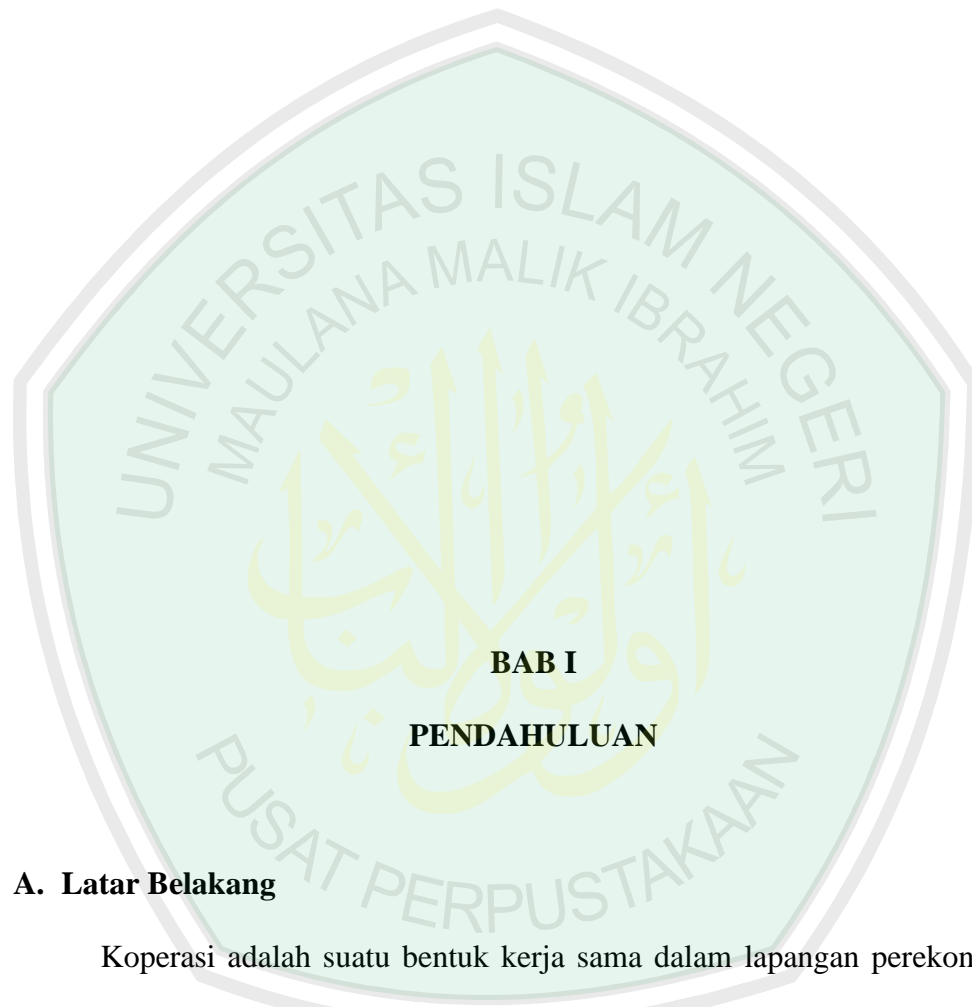 UNIVERSITAS ISLAM NEGERI
MAULANA MALIK IBRAHIM
BAB I
PENDAHULUAN
PUSAT PERPUSTAKAAN
A. Latar Belakang
Koperasi adalah suatu bentuk kerja sama dalam lapangan perekon